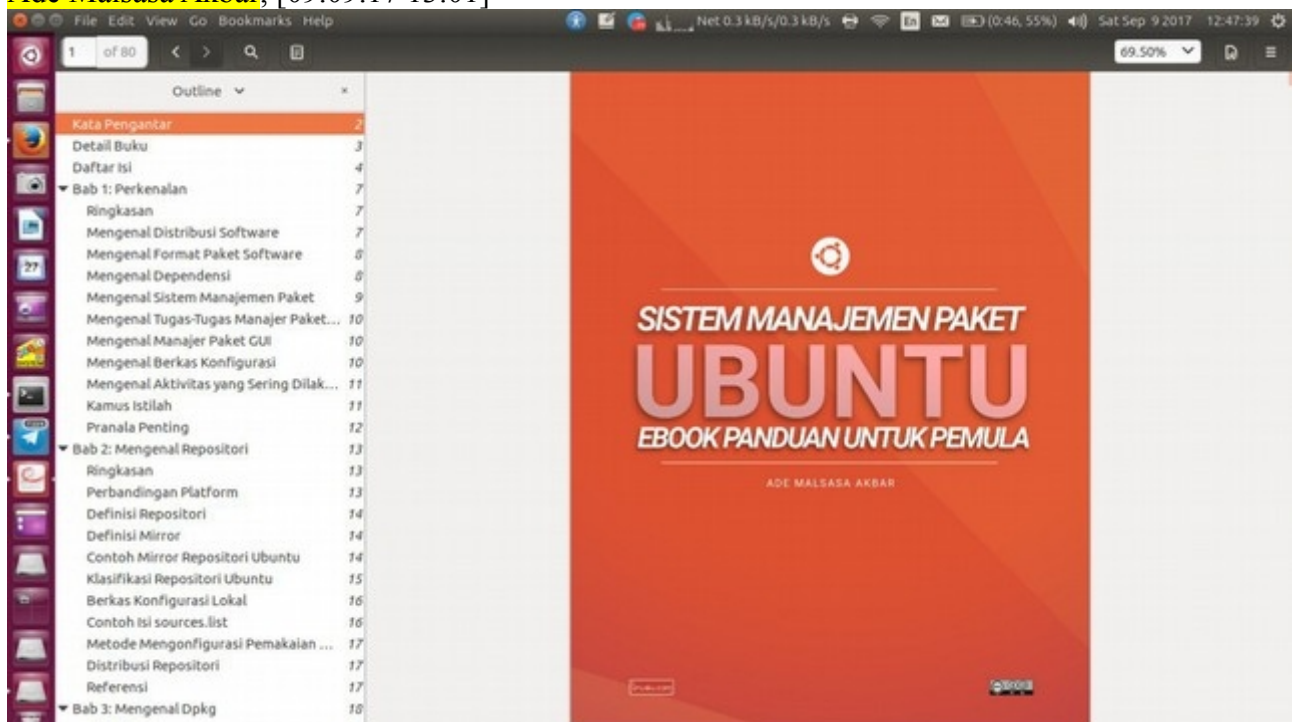 Ade Malsasa Akbar, [09.09.17 13:01]
File Edit View Go Bookmarks Help
Net 0.3 kB/s/0.3 kB/s En (0:46, 55%) Sat Sep 9 2017 12:47:39
1 of 80
69.50%
Outline
Kata Pengantar 2
Detail Buku 3
Daftar Isi 4
Bab 1: Perkenalan 7
Ringkasan 7
Mengenal Distribusi Software 7
Mengenal Format Paket Software 8
Mengenal Dependensi 8
Mengenal Sistem Manajemen Paket 9
Mengenal Tugas-Tugas Manajer Paket... 10
Mengenal Manajer Paket GUI 10
Mengenal Berkas Konfigurasi 10
Mengenal Aktivitas yang Sering Dilak... 11
Kamus Istilah 11
Pranala Penting 12
Bab 2: Mengenal Repositori 13
Ringkasan 13
Perbandingan Platform 13
Definisi Repositori 14
Definisi Mirror 14
Contoh Mirror Repositori Ubuntu 14
Klasifikasi Repositori Ubuntu 15
Berkas Konfigurasi Lokal 16
Contoh Isi sources.list 16
Metode Mengonfigurasi Pemakaian ... 17
Distribusi Repositori 17
Referensi 17
Bab 3: Mengenal Dpkg 18
27
SISTEM MANAJEMEN PAKET
UBUNTU
EBOOK PANDUAN UNTUK PEMULA
ADE MALSASA AKBAR